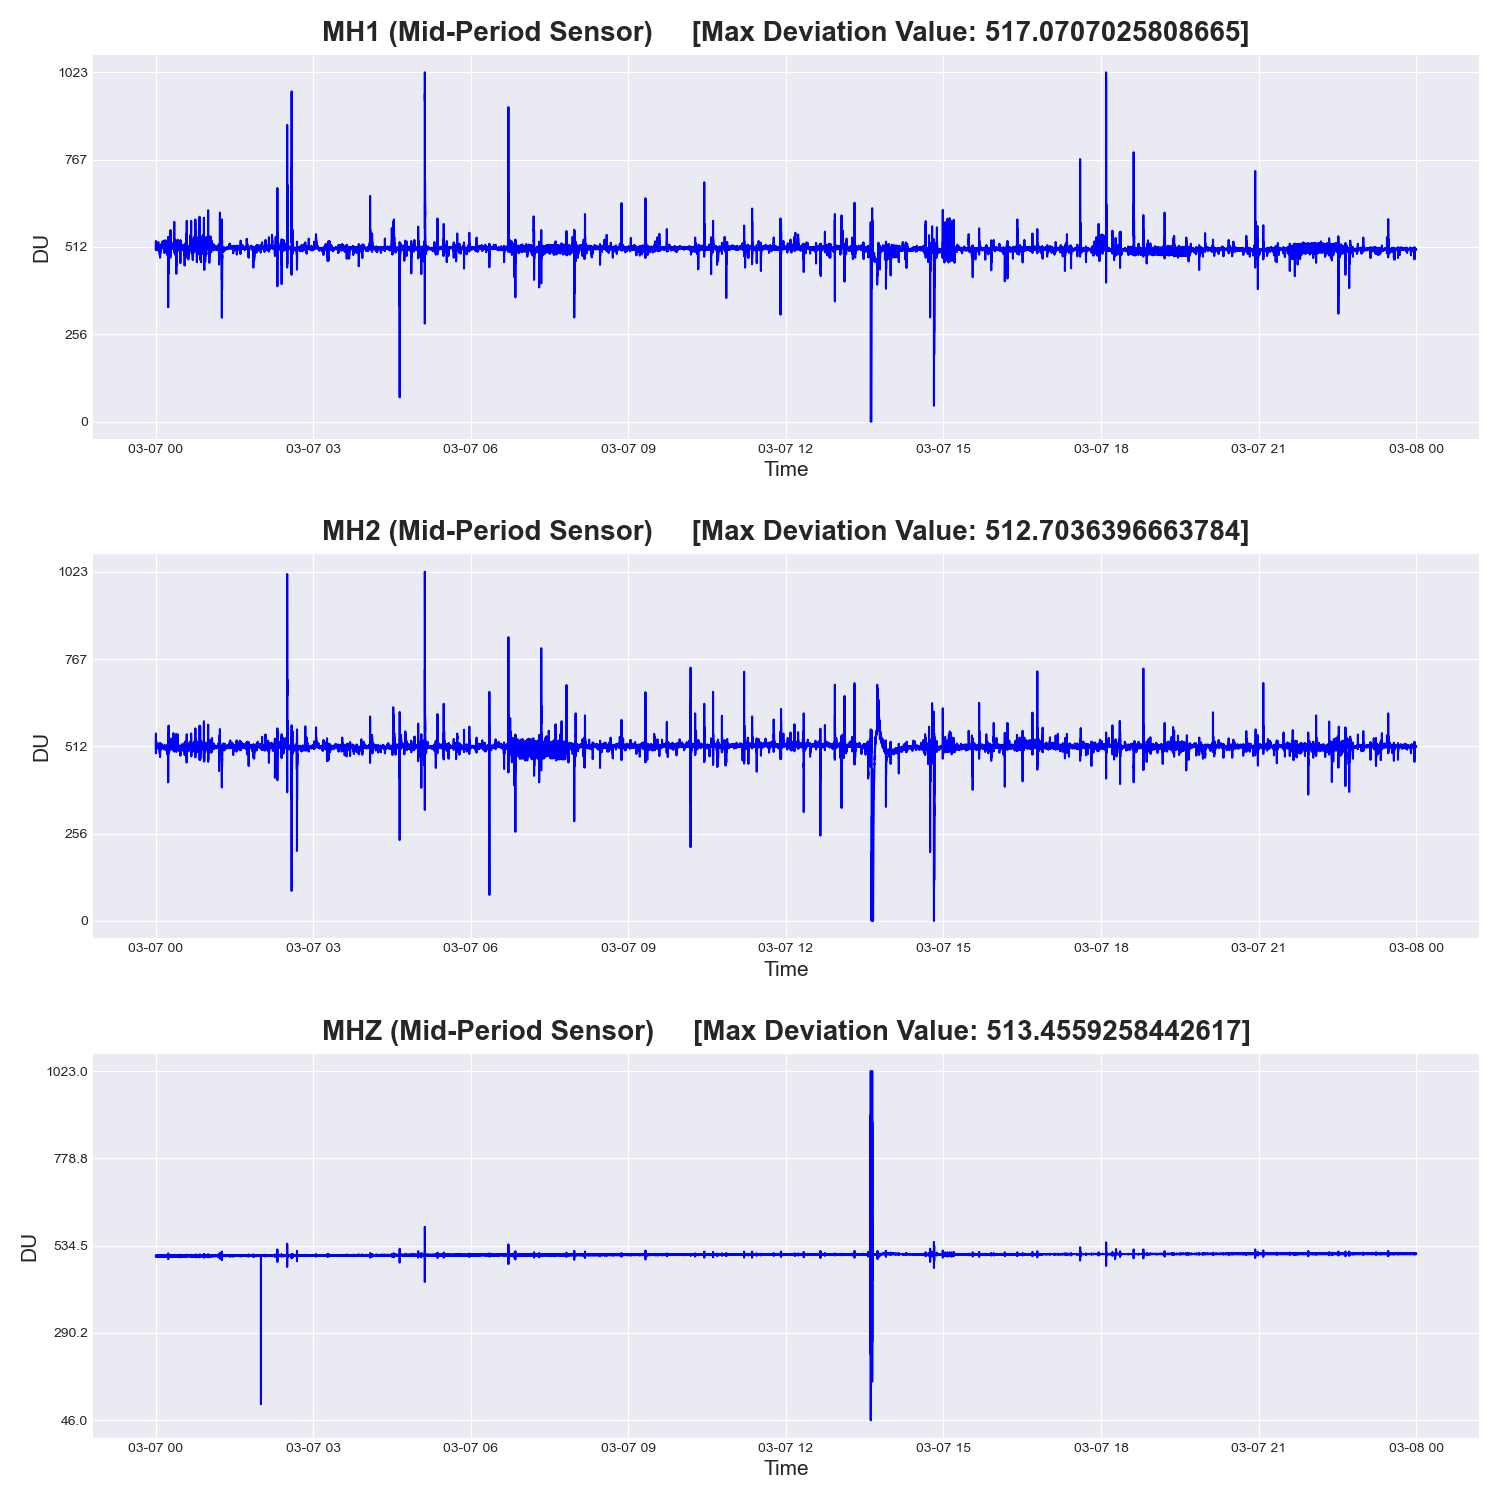 MH1 (Mid-Period Sensor) [Max Deviation Value: 517.0707025808665]
1023
767
512
256
0
DU
03-07 00 03-07 03 03-07 06 03-07 09 03-07 12 03-07 15 03-07 18 03-07 21 03-08 00
Time
MH2 (Mid-Period Sensor) [Max Deviation Value: 512.7036396663784]
1023
767
512
256
0
DU
03-07 00 03-07 03 03-07 06 03-07 09 03-07 12 03-07 15 03-07 18 03-07 21 03-08 00
Time
MHZ (Mid-Period Sensor) [Max Deviation Value: 513.4559258442617]
1023.0
778.8
534.5
290.2
46.0
DU
03-07 00 03-07 03 03-07 06 03-07 09 03-07 12 03-07 15 03-07 18 03-07 21 03-08 00
Time